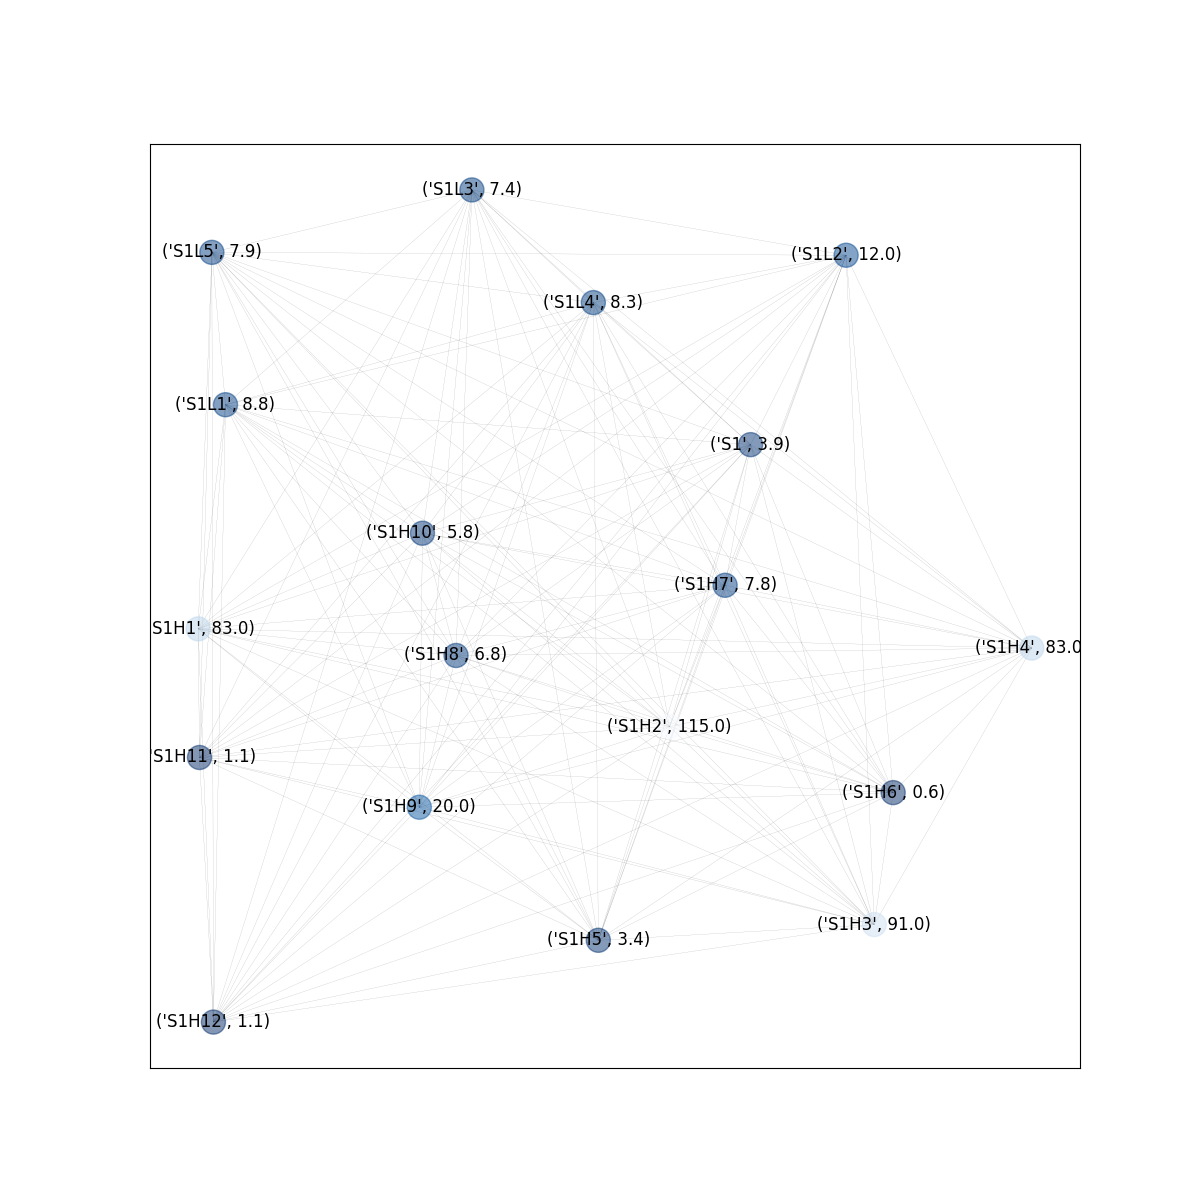 ('S1L3', 7.4)
('S1L5', 7.9)
('S1L2', 12.0)
('S1L4', 8.3)
('S1L1', 8.8)
('S1', 3.9)
('S1H10', 5.8)
('S1H7', 7.8)
S1H1', 83.0)
('S1H4', 83.0
('S1H8', 6.8)
('S1H2', 115.0)
'S1H11', 1.1)
('S1H6', 0.6)
('S1H9', 20.0)
('S1H3', 91.0)
('S1H5', 3.4)
('S1H12', 1.1)